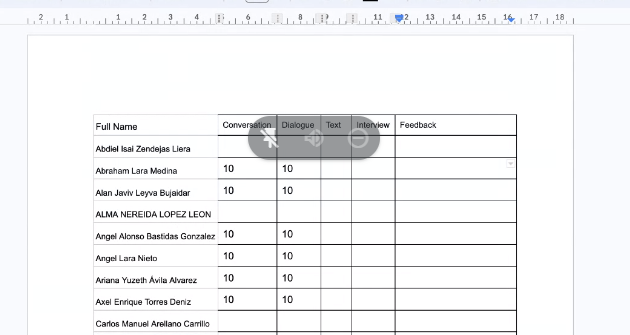 2 1 1 2 3 4 5 6 8 9 11 12 13 14 15 16 17 18
Full Name Conversation Dialogue Text Interview Feedback
Abdiel Isai Zendejas Liera
Abraham Lara Medina 10 10
Alan Javiv Leyva Bujaidar 10 10
ALMA NEREIDA LOPEZ LEON
Angel Alonso Bastidas Gonzalez 10 10
Angel Lara Nieto 10 10
Ariana Yuzeth Ávila Alvarez 10 10
Axel Enrique Torres Deniz 10 10
Carlos Manuel Arellano Carrillo